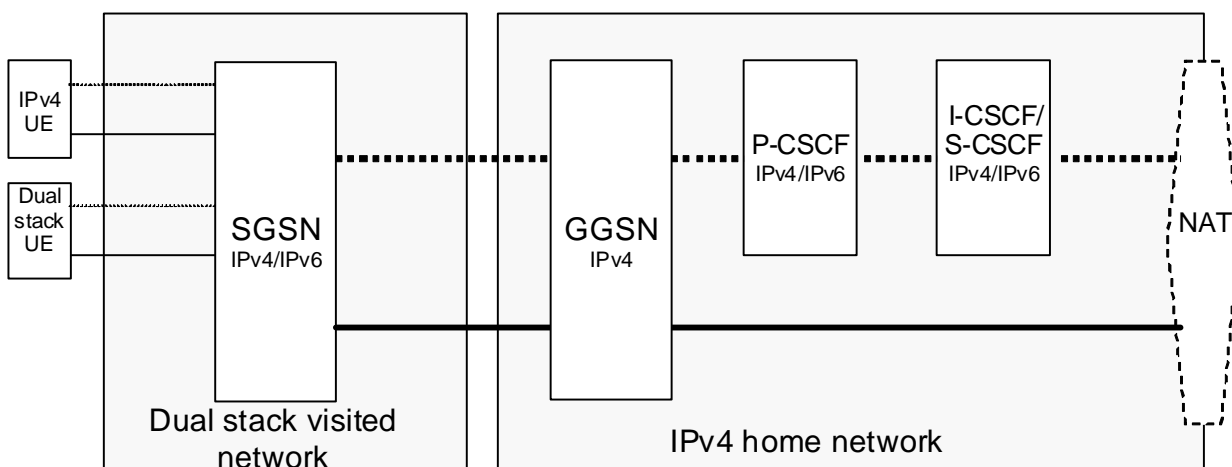 IPv4
UE
Dual
stack
UE
SGSN
IPv4/IPv6
Dual stack visited
network
GGSN
IPv4
P-CSCF
IPv4/IPv6
I-CSCF/
S-CSCF
IPv4/IPv6
NAT
IPv4 home network